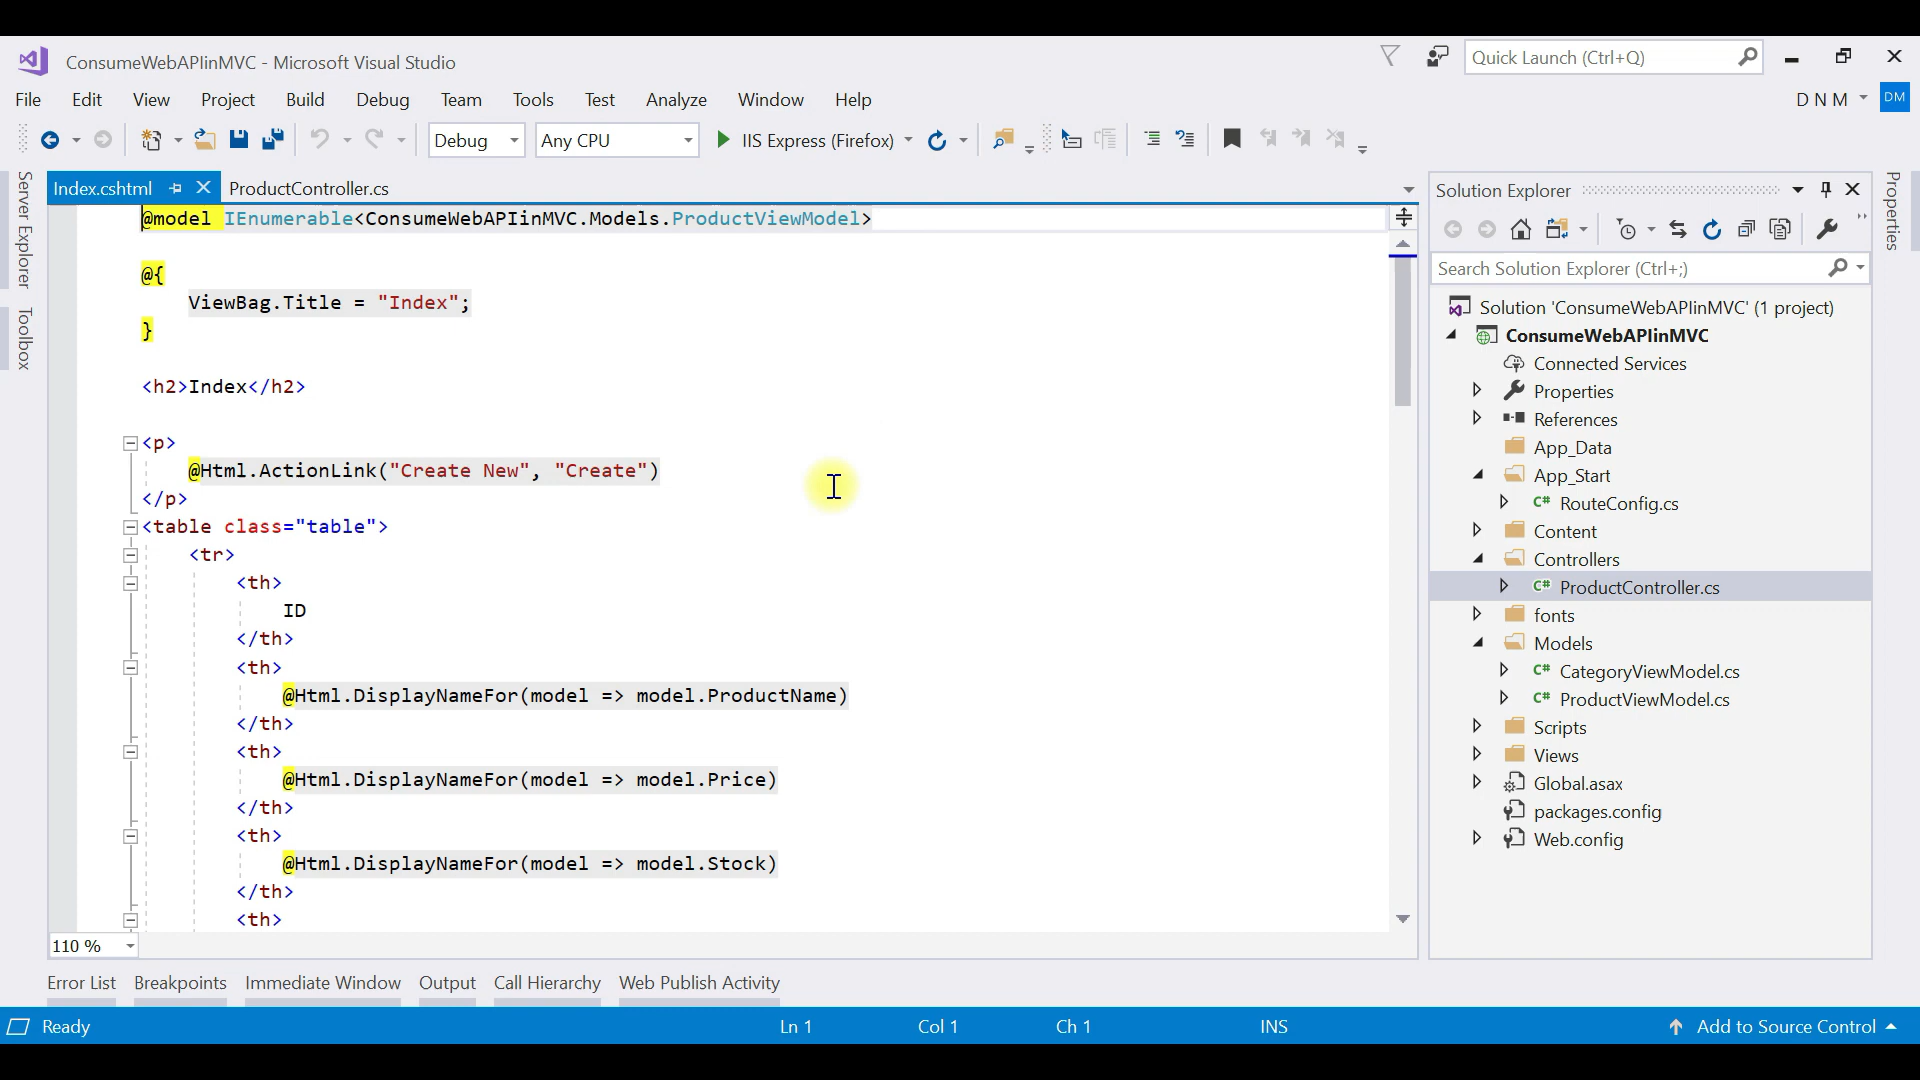 ConsumeWebAPIinMVC - Microsoft Visual Studio
Quick Launch (Ctrl+Q)
File Edit View Project Build Debug Team Tools Test Analyze Window Help
D N M
DM
Debug
Any CPU
IIS Express (Firefox)
Server Explorer
Toolbox
Index.cshtml
ProductController.cs
@model IEnumerable<ConsumeWebAPIinMVC.Models.ProductViewModel>
@{
ViewBag.Title = "Index";
}
<h2>Index</h2>
<p>
@Html.ActionLink("Create New", "Create")
</p>
<table class="table">
<tr>
<th>
ID
</th>
<th>
@Html.DisplayNameFor(model => model.ProductName)
</th>
<th>
@Html.DisplayNameFor(model => model.Price)
</th>
<th>
@Html.DisplayNameFor(model => model.Stock)
</th>
<th>
110 %
Solution Explorer
Search Solution Explorer (Ctrl+;)
Solution 'ConsumeWebAPIinMVC' (1 project)
ConsumeWebAPIinMVC
Connected Services
Properties
References
App_Data
App_Start
C# RouteConfig.cs
Content
Controllers
C# ProductController.cs
fonts
Models
C# CategoryViewModel.cs
C# ProductViewModel.cs
Scripts
Views
Global.asax
packages.config
Web.config
Properties
Error List Breakpoints Immediate Window Output Call Hierarchy Web Publish Activity
Ready
Ln 1
Col 1
Ch 1
INS
Add to Source Control